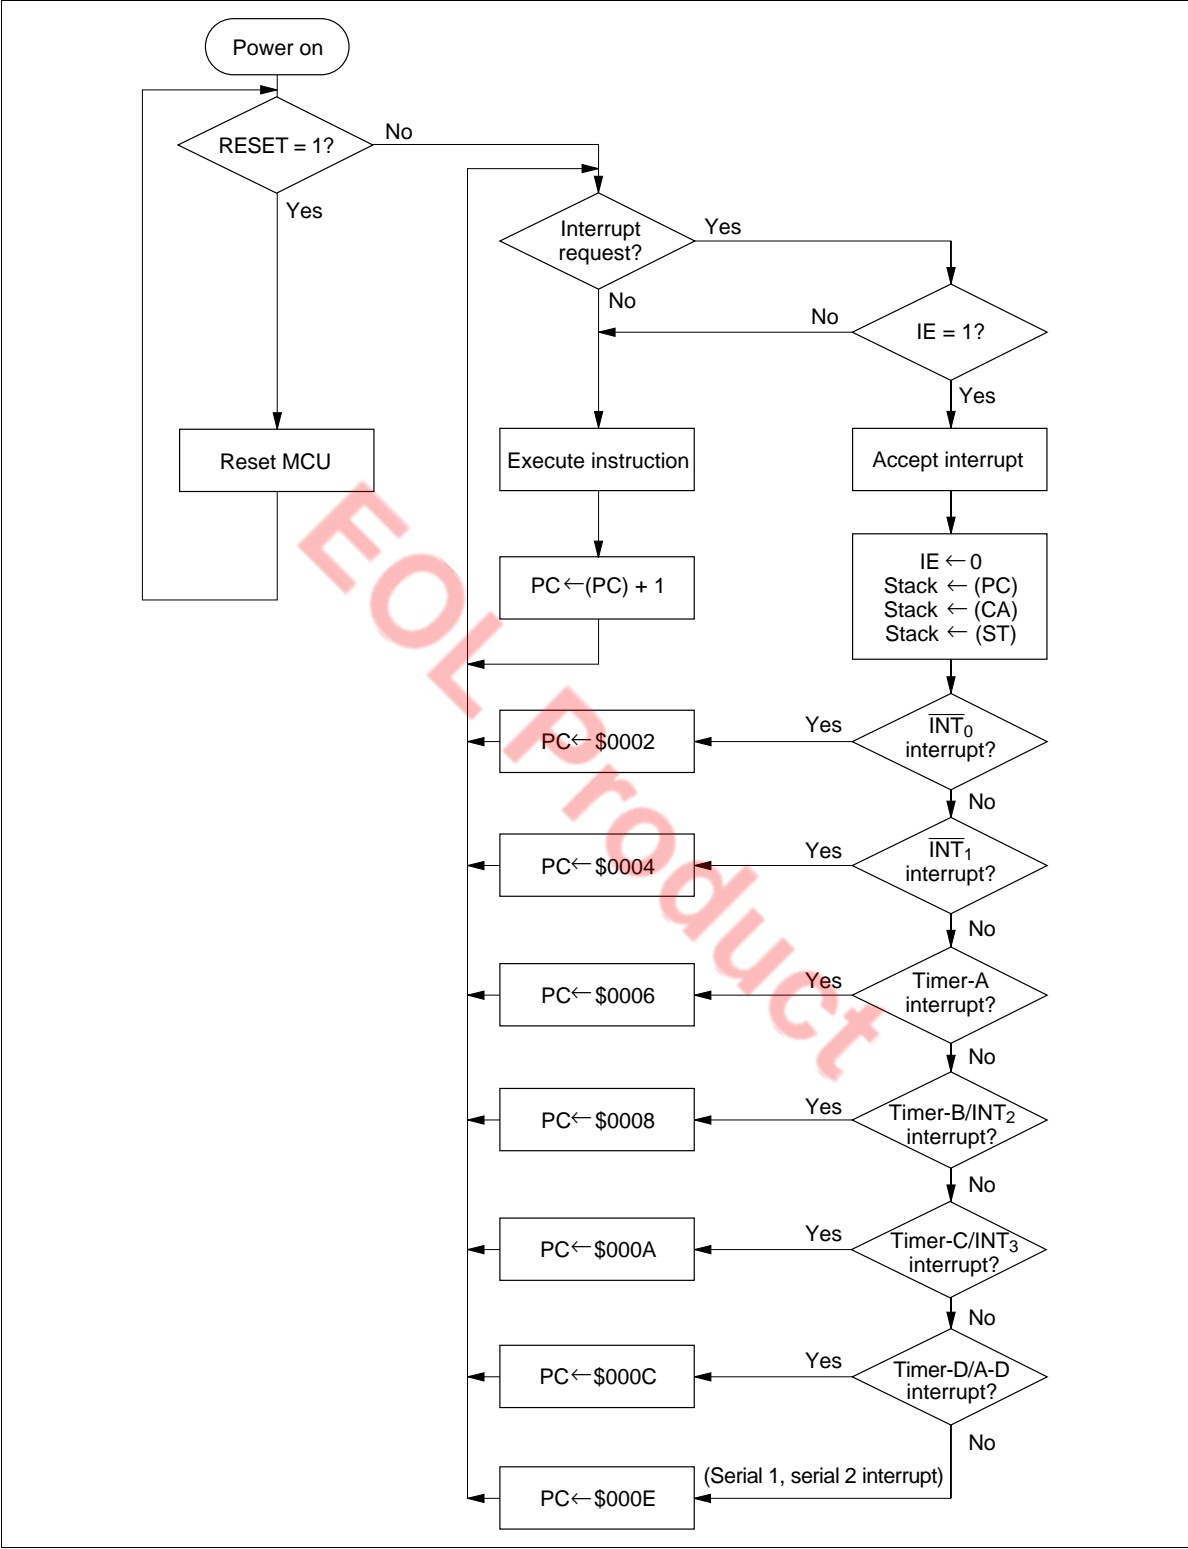 Power on
RESET = 1?
No
Yes
Interrupt
request?
Yes
No
No
IE = 1?
Yes
Reset MCU
Execute instruction
Accept interrupt
PC←(PC) + 1
IE ← 0
Stack ← (PC)
Stack ← (CA)
Stack ← (ST)
PC← $0002
Yes
I̅N̅T̅0
interrupt?
No
PC← $0004
Yes
I̅N̅T̅1
interrupt?
No
PC← $0006
Yes
Timer-A
interrupt?
No
PC← $0008
Yes
Timer-B/INT2
interrupt?
No
PC← $000A
Yes
Timer-C/INT3
interrupt?
No
PC← $000C
Yes
Timer-D/A-D
interrupt?
No
PC← $000E
(Serial 1, serial 2 interrupt)
EOL Product